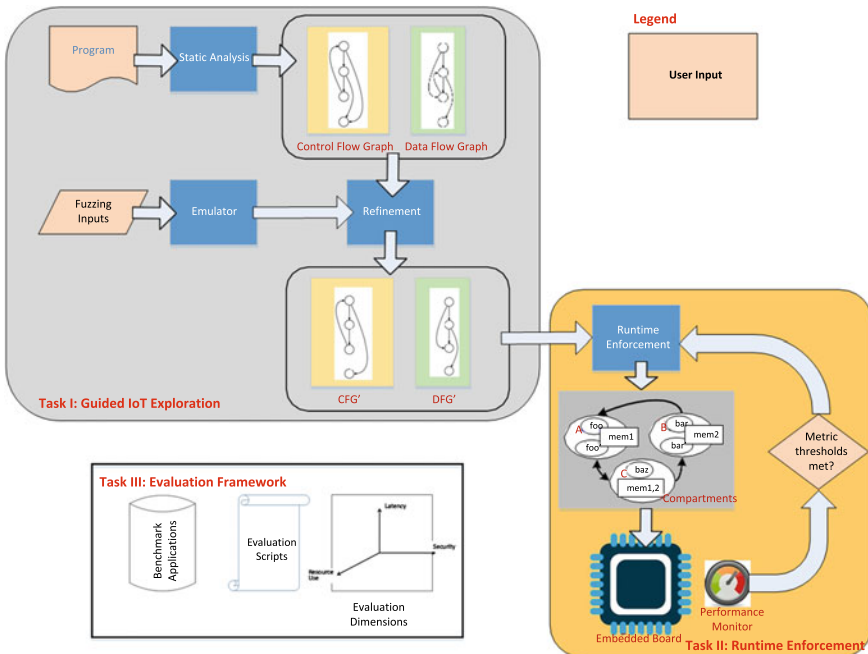 Legend
User Input
Program
Static Analysis
Control Flow Graph
Data Flow Graph
Fuzzing
Inputs
Emulator
Refinement
CFG'
DFG'
Task I: Guided IoT Exploration
Runtime
Enforcement
A
foo
mem1
foo'
B
bar
mem2
bar'
C
baz
mem1,2
Compartments
Metric
thresholds
met?
Embedded Board
Performance
Monitor
Task II: Runtime Enforcement
Task III: Evaluation Framework
Benchmark
Applications
Evaluation
Scripts
Latency
Security
Resource
Use
Evaluation
Dimensions